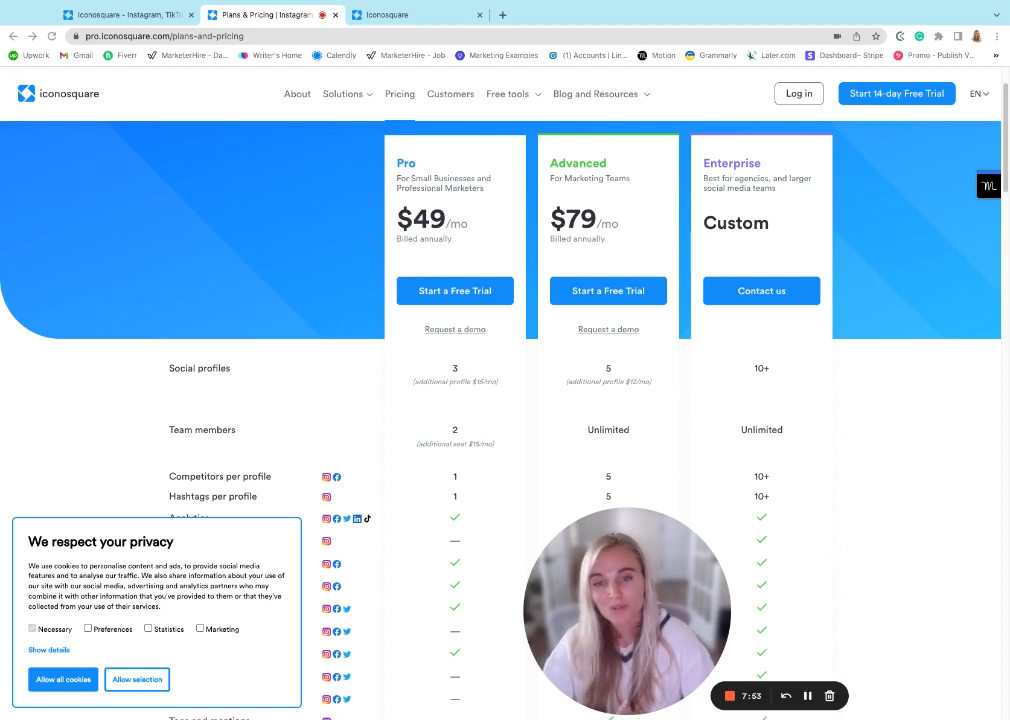 Iconosquare - Instagram, TikT
Plans & Pricing | Instagram
Iconosquare
pro.iconosquare.com/plans-and-pricing
Upwork
Gmail
Fiverr
MarketerHire - Da...
Writer's Home
Calendly
MarketerHire - Job
Marketing Examples
(1) Accounts | Lin...
Motion
Grammarly
Later.com
Dashboard– Stripe
Promo - Publish V...
»
iconosquare
About
Solutions
Pricing
Customers
Free tools
Blog and Resources
Log in
Start 14-day Free Trial
EN
Pro
For Small Businesses and
Professional Marketers
$49/mo
Billed annually
Start a Free Trial
Request a demo
Advanced
For Marketing Teams
$79/mo
Billed annually
Start a Free Trial
Request a demo
Enterprise
Best for agencies, and larger
social media teams
Custom
Contact us
Social profiles
3
(additional profile $15/mo)
5
(additional profile $12/mo)
10+
Team members
2
(additional seat $15/mo)
Unlimited
Unlimited
Competitors per profile
1
5
10+
Hashtags per profile
1
5
10+
We respect your privacy
We use cookies to personalise content and ads, to provide social media
features and to analyse our traffic. We also share information about your use of
our site with our social media, advertising and analytics partners who may
combine it with other information that you've provided to them or that they've
collected from your use of their services.
Necessary
Preferences
Statistics
Marketing
Show details
Allow all cookies
Allow selection
7:53